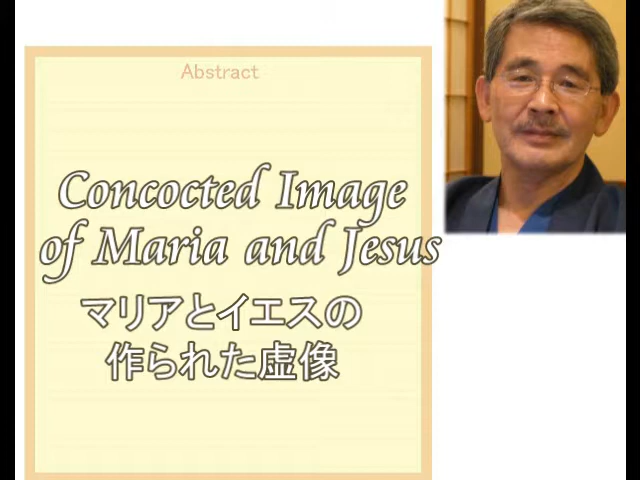 Abstract
Concocted Image
of Maria and Jesus
マリアとイエスの
作られた虚像